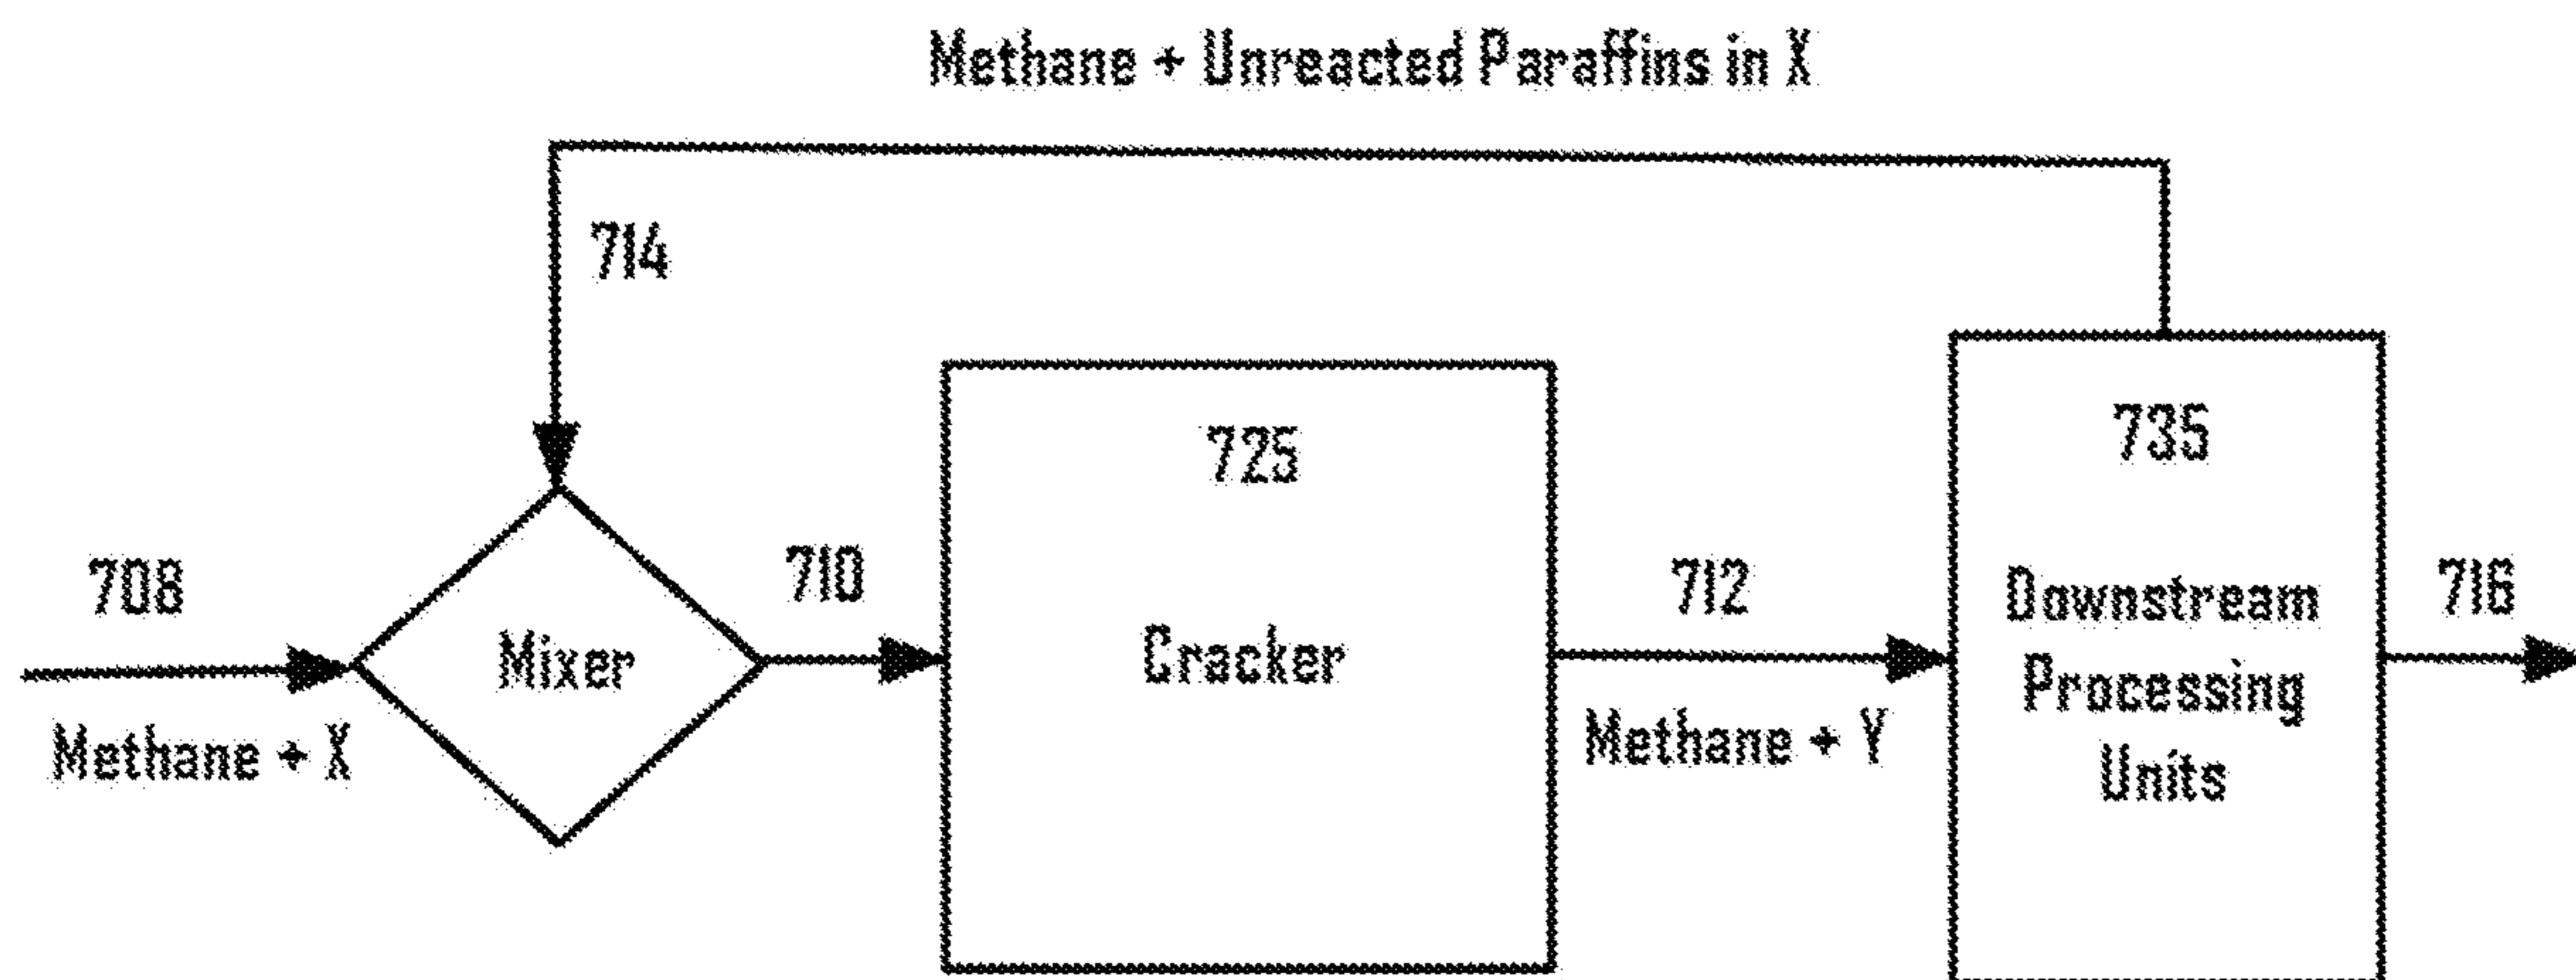 Methane + Unreacted Paraffins in X
714
708
Methane + X
Mixer
710
725
Cracker
712
Methane + Y
735
Downstream
Processing
Units
716